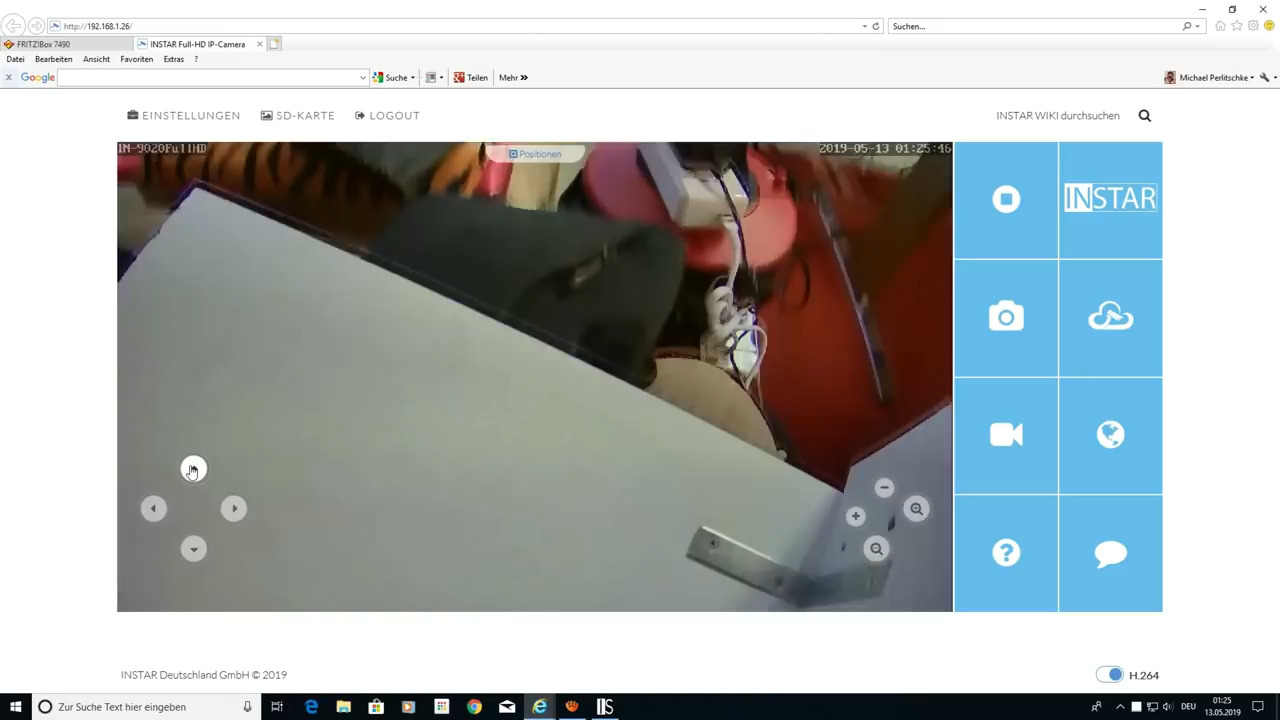 http://192.168.1.26/
Suchen...
FRITZ!Box 7490
INSTAR Full-HD IP-Camera
Datei Bearbeiten Ansicht Favoriten Extras ?
Google
Suche
Teilen
Mehr »
Michael Perlitschke
EINSTELLUNGEN SD-KARTE LOGOUT
INSTAR WIKI durchsuchen
IN-9020FullHD
Positionen
2019-05-13 01:25:46
INSTAR
INSTAR Deutschland GmbH © 2019
H.264
Zur Suche Text hier eingeben
DEU
01:25
13.05.2019